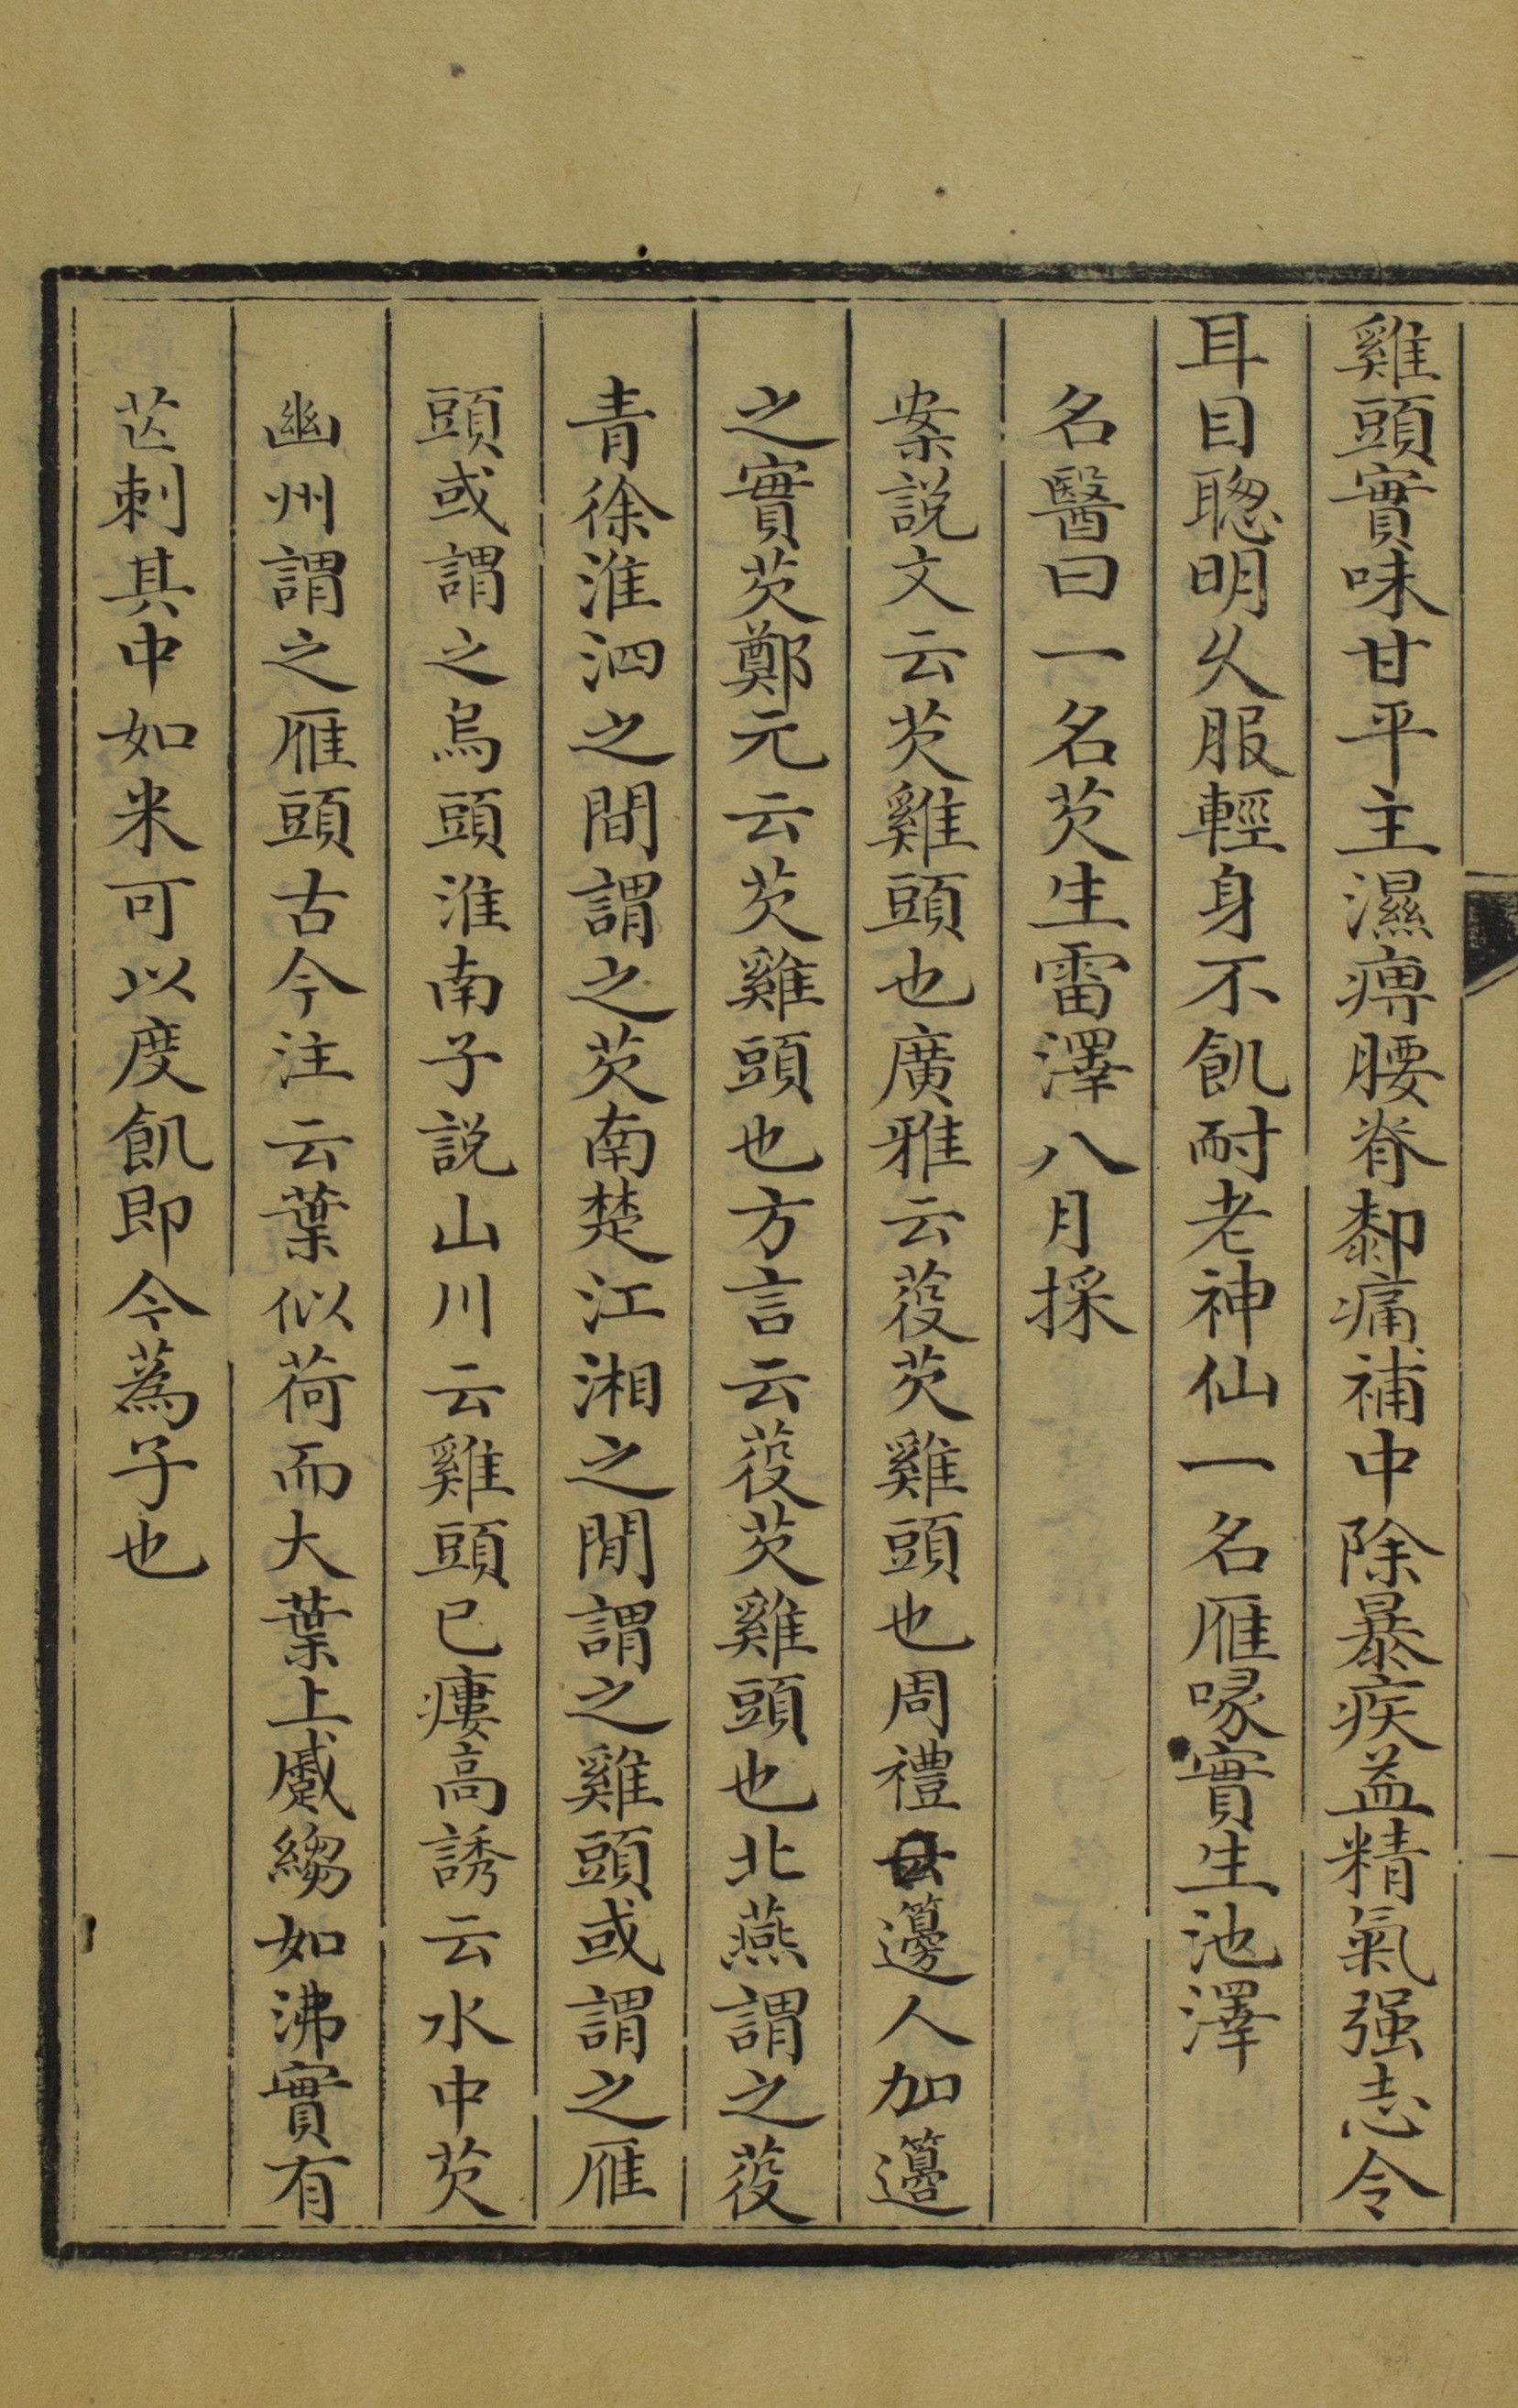 雞頭實味甘平主濕痹腰脊䣛痛補中除暴疾益精氣强志令
耳目聰明久服輕身不飢耐老神仙一名雁喙實生池澤
名醫曰一名芡生雷澤八月採
案說文云芡雞頭也廣雅云䓈芡雞頭也周禮籩人加籩
之實芡鄭元云芡雞頭也方言云䓈芡雞頭也北燕謂之䓈
青徐淮泗之間謂之芡南楚江湘之閒謂之雞頭或謂之雁
頭或謂之烏頭淮南子說山川云雞頭已瘻高誘云水中芡
幽州謂之雁頭古今注云葉似荷而大葉上蹙縐如沸實有
芒刺其中如米可以度飢即今蔿子也